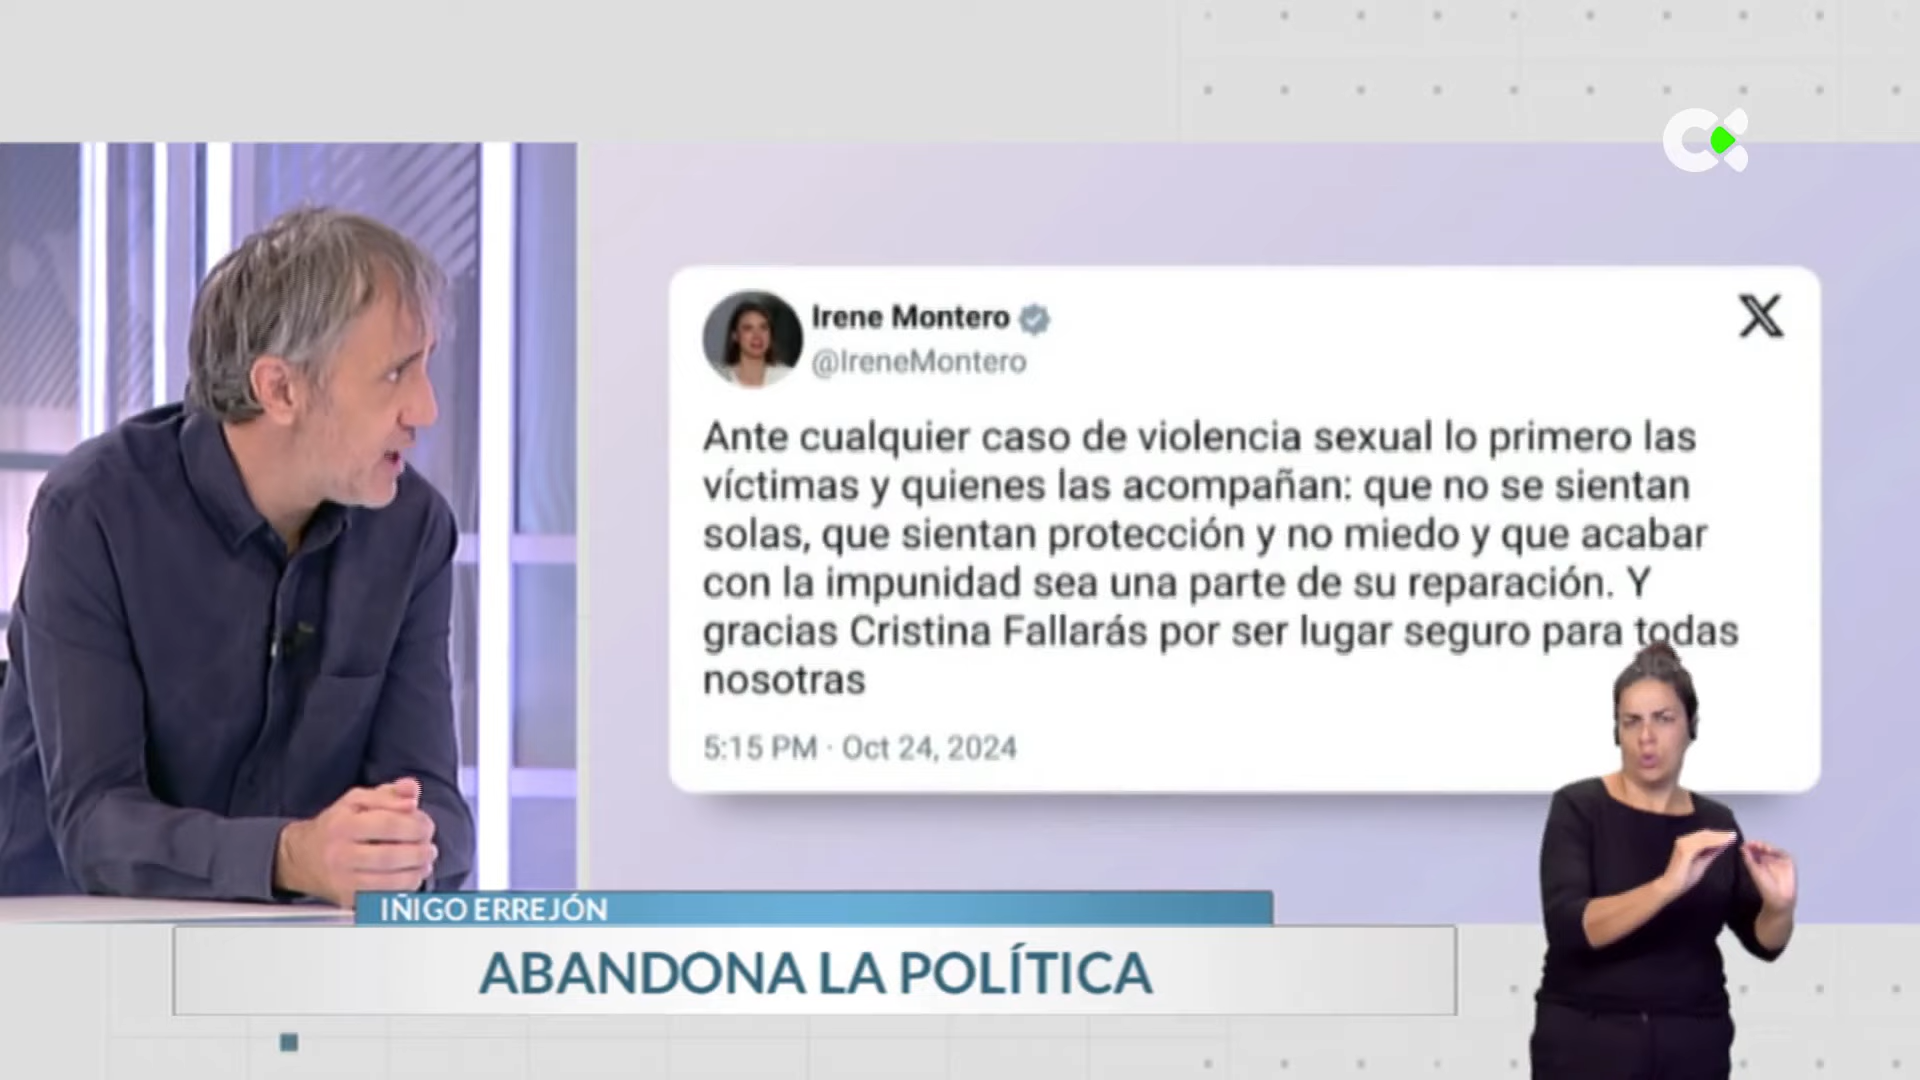 Irene Montero
@IreneMontero
Ante cualquier caso de violencia sexual lo primero las
víctimas y quienes las acompañan: que no se sientan
solas, que sientan protección y no miedo y que acabar
con la impunidad sea una parte de su reparación. Y
gracias Cristina Fallarás por ser lugar seguro para todas
nosotras
5:15 PM · Oct 24, 2024
IÑIGO ERREJÓN
ABANDONA LA POLÍTICA